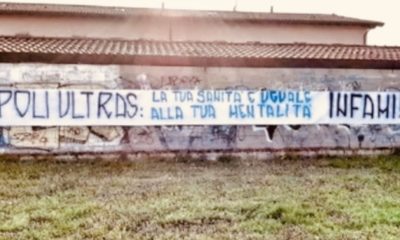 POLI ULTRAS:
LA TUA SANITÀ E' UGUALE
ALLA TUA MENTALITÀ
INFAMI